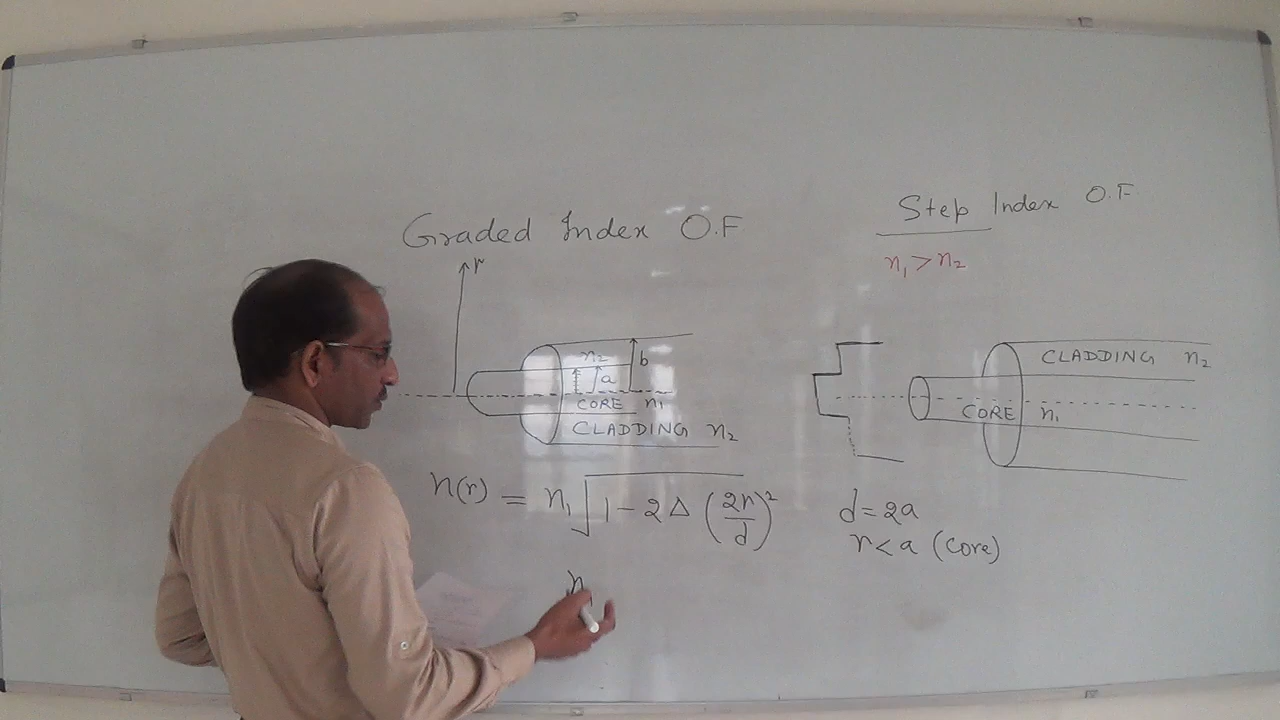 Graded Index O.F
r
n2
a
b
CORE n1
CLADDING n2
n(r) = n1 √(1 - 2Δ (2r/d)²)
n
Step Index O.F.
n1 > n2
CLADDING n2
CORE n1
d = 2a
r < a (core)